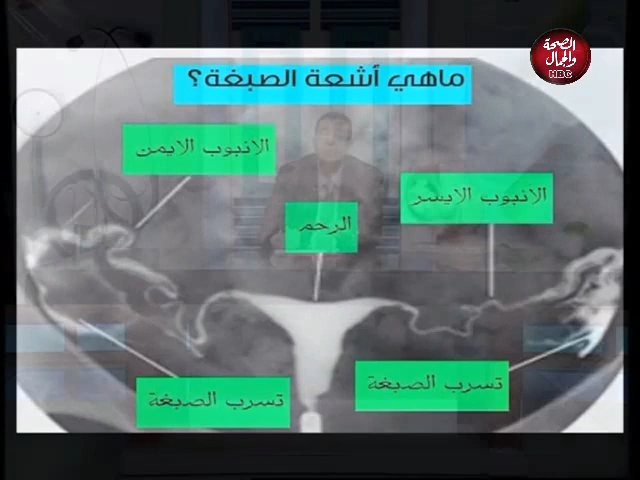 الصحة
والجمال
HBC
ماهي أشعة الصبغة؟
الانبوب الايمن
الانبوب الايسر
الرحم
تسرب الصبغة
تسرب الصبغة